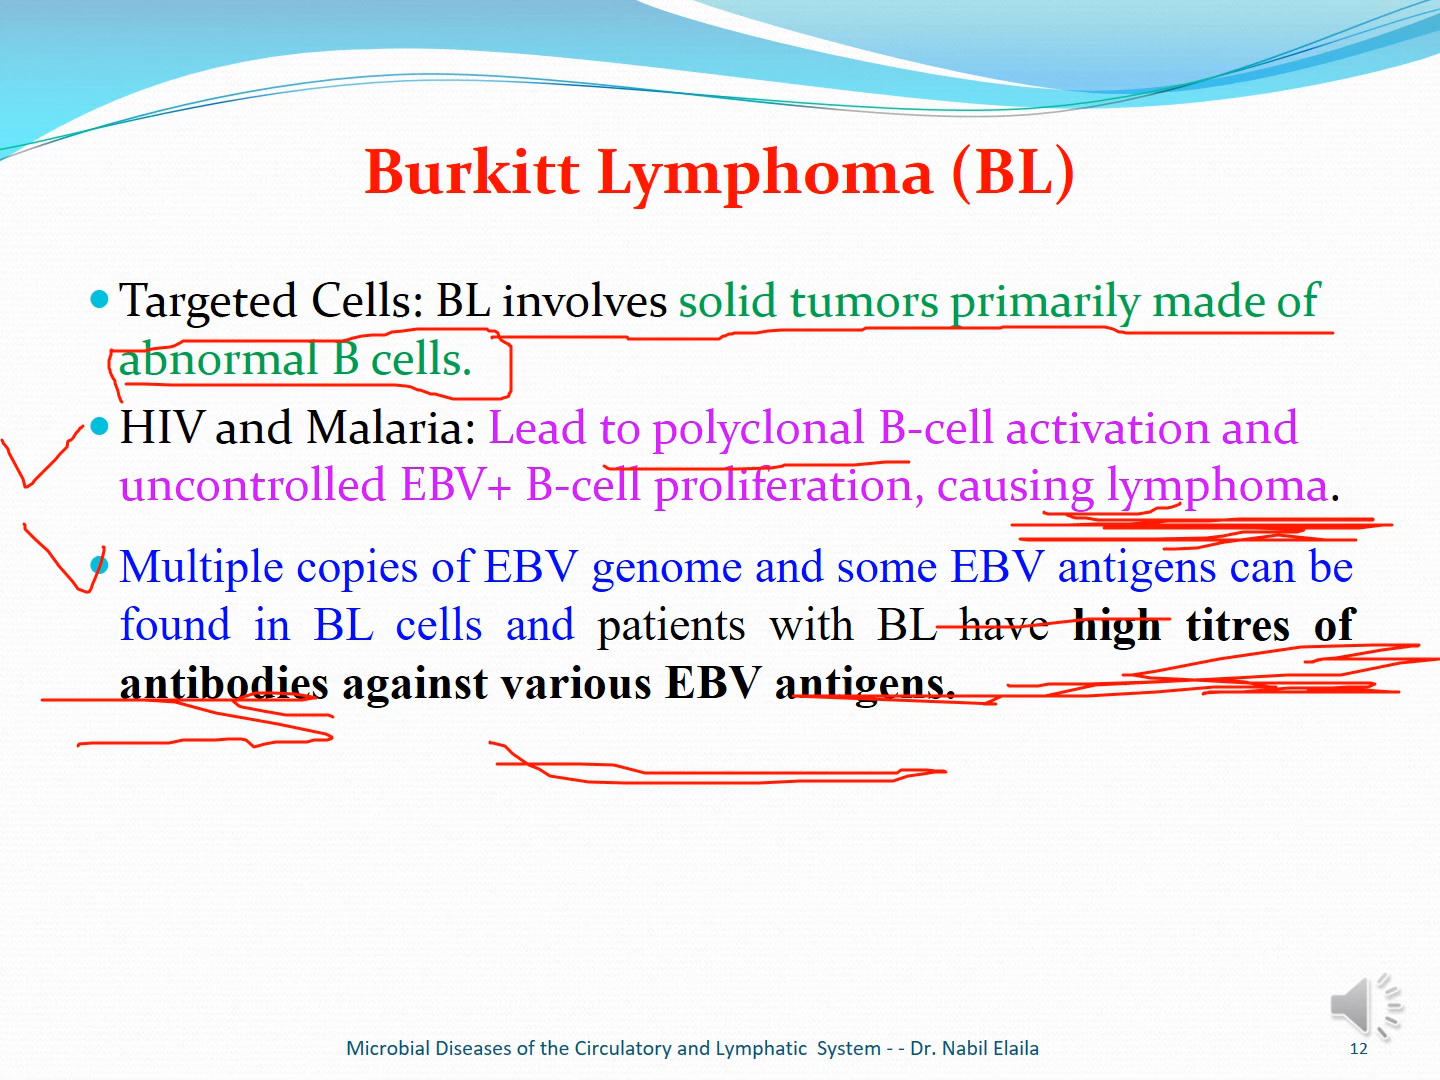 Burkitt Lymphoma (BL)
Targeted Cells: BL involves solid tumors primarily made of
abnormal B cells.
HIV and Malaria: Lead to polyclonal B-cell activation and
uncontrolled EBV+ B-cell proliferation, causing lymphoma.
Multiple copies of EBV genome and some EBV antigens can be
found in BL cells and patients with BL have high titres of
antibodies against various EBV antigens.
Microbial Diseases of the Circulatory and Lymphatic System - - Dr. Nabil Elaila
12